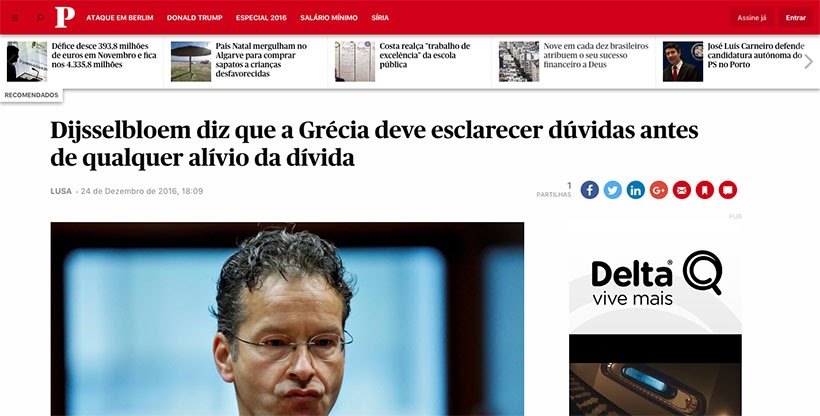 P
ATAQUE EM BERLIM
DONALD TRUMP
ESPECIAL 2016
SALÁRIO MÍNIMO
SÍRIA
Assine já
Entrar
Défice desce 393,8 milhões
de euros em Novembro e fica
nos 4.335,8 milhões
Pais Natal mergulham no
Algarve para comprar
sapatos a crianças
desfavorecidas
Costa realça "trabalho de
excelência" da escola
pública
Nove em cada dez brasileiros
atribuem o seu sucesso
financeiro a Deus
José Luís Carneiro defende
candidatura autónoma do
PS no Porto
RECOMENDADOS
Dijsselbloem diz que a Grécia deve esclarecer dúvidas antes
de qualquer alívio da dívida
LUSA - 24 de Dezembro de 2016, 18:09
1
PARTILHAS
f
in
G+
PUB
Delta Q
vive mais